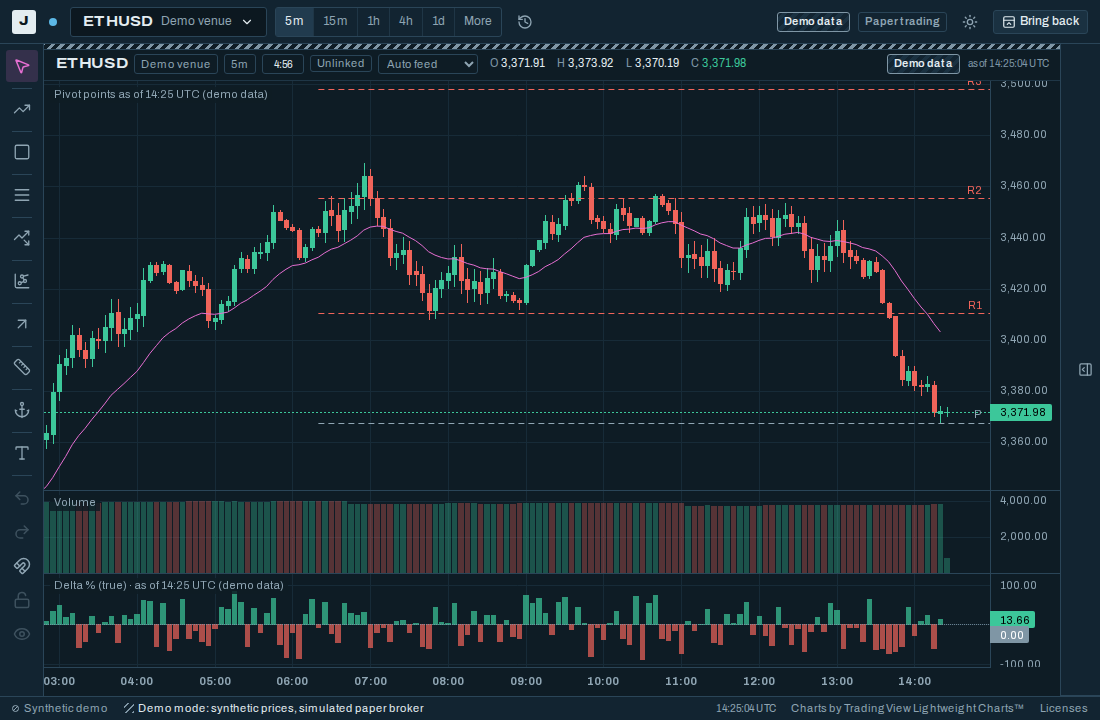 J ETHUSD Demo venue 5m 15m 1h 4h 1d More Demo data Paper trading Bring back
ETHUSD Demo venue 5m 4:56 Unlinked Auto feed O 3,371.91 H 3,373.92 L 3,370.19 C 3,371.98 Demo data as of 14:25:04 UTC
Pivot points as of 14:25 UTC (demo data)
R3 3,500.00
3,480.00
R2 3,460.00
3,440.00
3,420.00
R1
3,400.00
3,380.00
P 3,371.98
3,360.00
Volume 4,000.00
2,000.00
Delta % (true) · as of 14:25 UTC (demo data) 100.00
13.66
0.00
-100.00
03:00 04:00 05:00 06:00 07:00 08:00 09:00 10:00 11:00 12:00 13:00 14:00
Synthetic demo Demo mode: synthetic prices, simulated paper broker 14:25:04 UTC Charts by TradingView Lightweight Charts™ Licenses